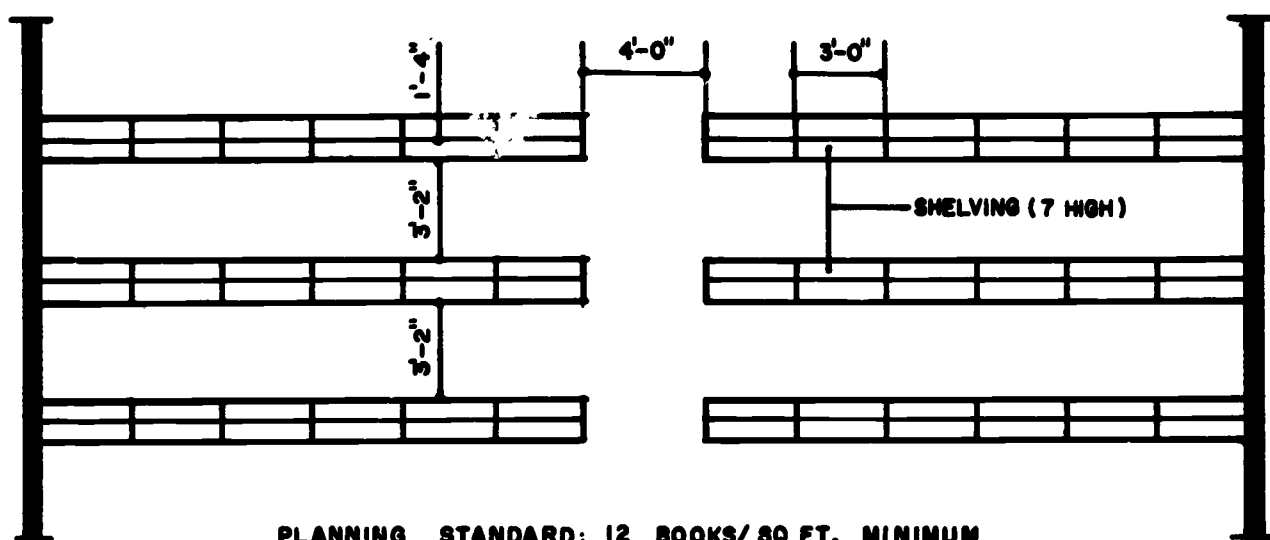 4'-0"
3'-0"
1'-4"
3'-2"
SHELVING (7 HIGH)
3'-2"
PLANNING STANDARD: 12 BOOKS/SQ FT. MINIMUM